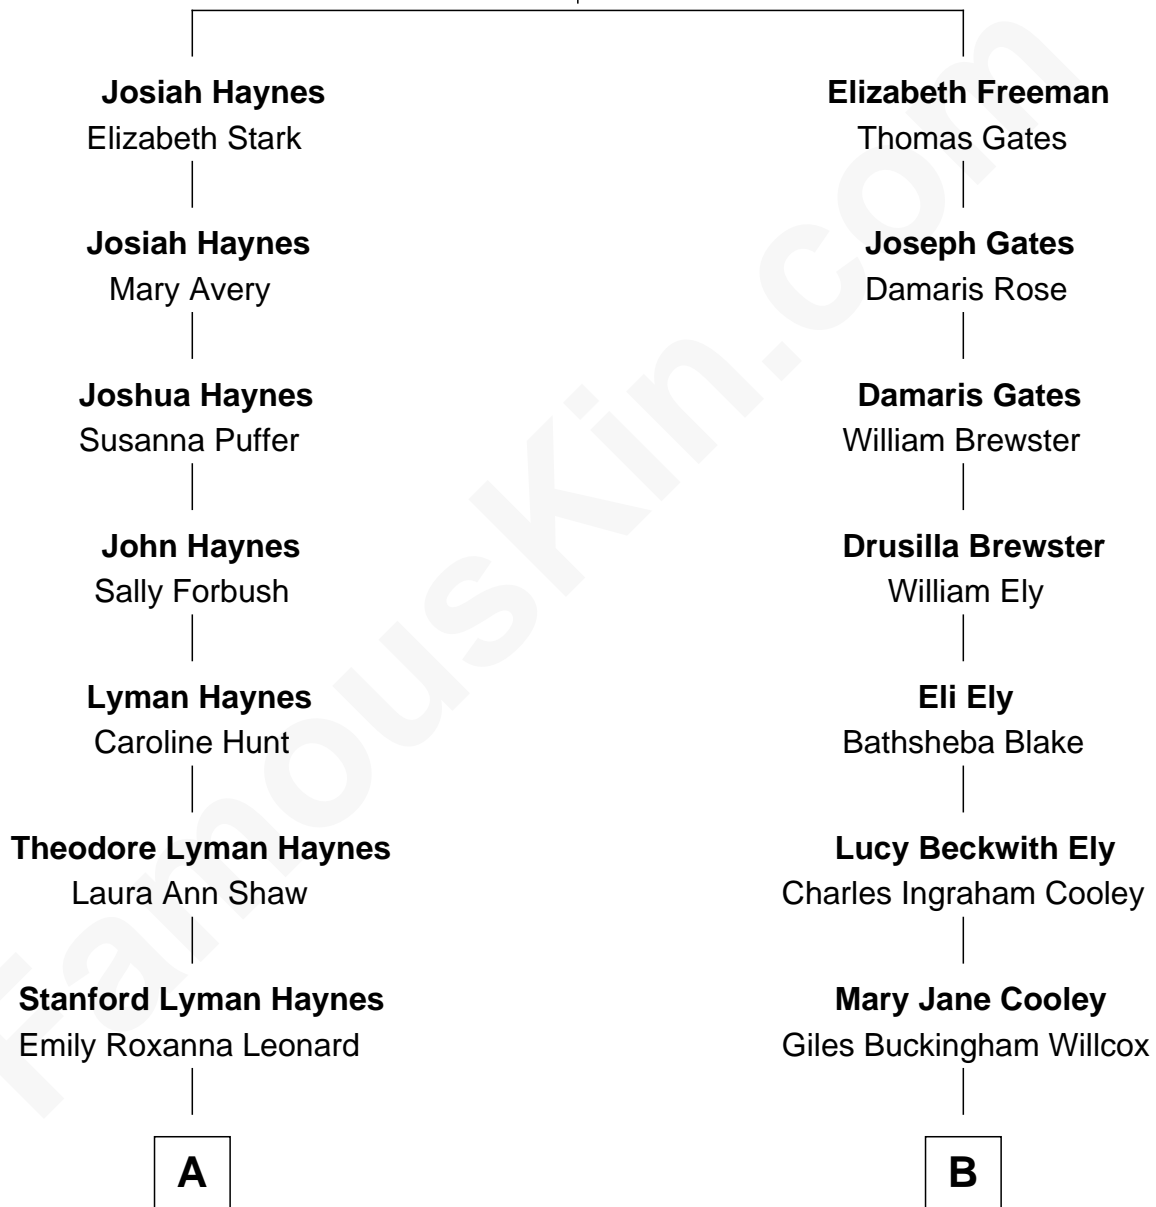 Josiah Haynes
Elizabeth Stark
Elizabeth Freeman
Thomas Gates
Josiah Haynes
Mary Avery
Joseph Gates
Damaris Rose
Joshua Haynes
Susanna Puffer
Damaris Gates
William Brewster
John Haynes
Sally Forbush
Drusilla Brewster
William Ely
Lyman Haynes
Caroline Hunt
Eli Ely
Bathsheba Blake
Theodore Lyman Haynes
Laura Ann Shaw
Lucy Beckwith Ely
Charles Ingraham Cooley
Stanford Lyman Haynes
Emily Roxanna Leonard
Mary Jane Cooley
Giles Buckingham Willcox
A
B
FamousKin.com